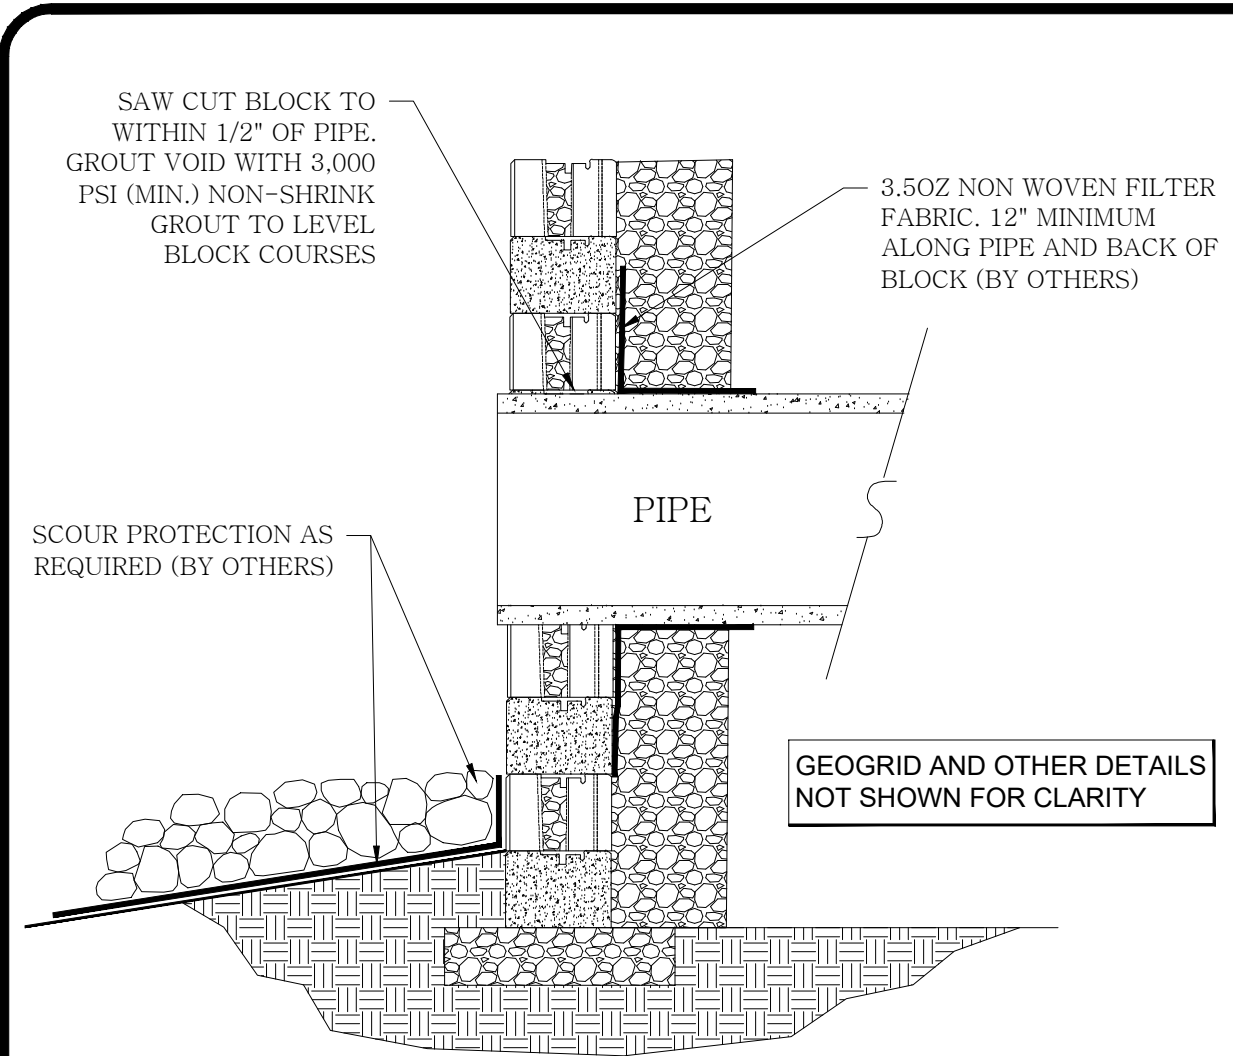 SAW CUT BLOCK TO
WITHIN 1/2" OF PIPE.
GROUT VOID WITH 3,000
PSI (MIN.) NON-SHRINK
GROUT TO LEVEL
BLOCK COURSES
3.5OZ NON WOVEN FILTER
FABRIC. 12" MINIMUM
ALONG PIPE AND BACK OF
BLOCK (BY OTHERS)
PIPE
SCOUR PROTECTION AS
REQUIRED (BY OTHERS)
GEOGRID AND OTHER DETAILS
NOT SHOWN FOR CLARITY